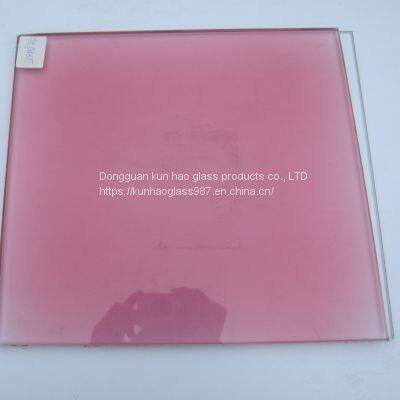 Dongguan kun hao glass products co., LTD
https://kunhaoglass987.en.china.cn/